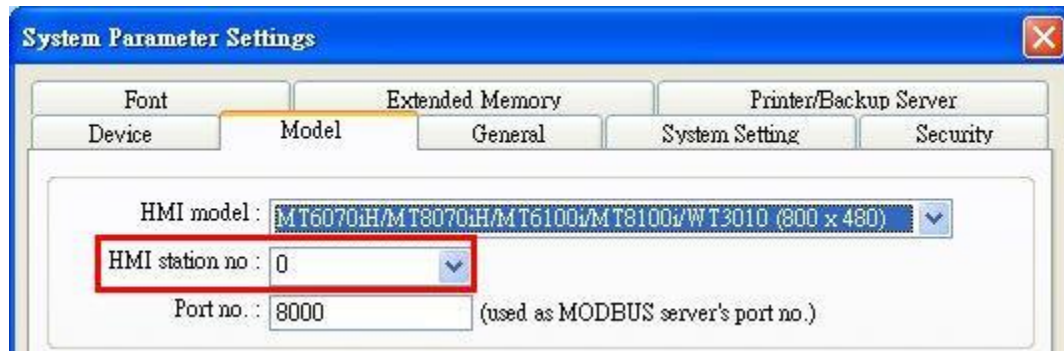 System Parameter Settings
Font Extended Memory Printer/Backup Server
Device Model General System Setting Security
HMI model : MT6070iH/MT8070iH/MT6100i/MT8100i/WT3010 (800 x 480)
HMI station no : 0
Port no. : 8000 (used as MODBUS server's port no.)